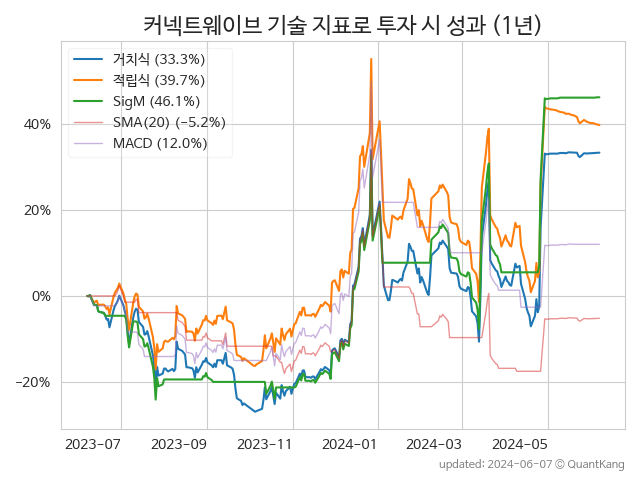 커넥트웨이브 기술 지표로 투자 시 성과 (1년)
거치식 (33.3%)
적립식 (39.7%)
SigM (46.1%)
SMA(20) (−5.2%)
MACD (12.0%)
40%
20%
0%
−20%
2023-07
2023-09
2023-11
2024-01
2024-03
2024-05
updated: 2024-06-07 © QuantKang